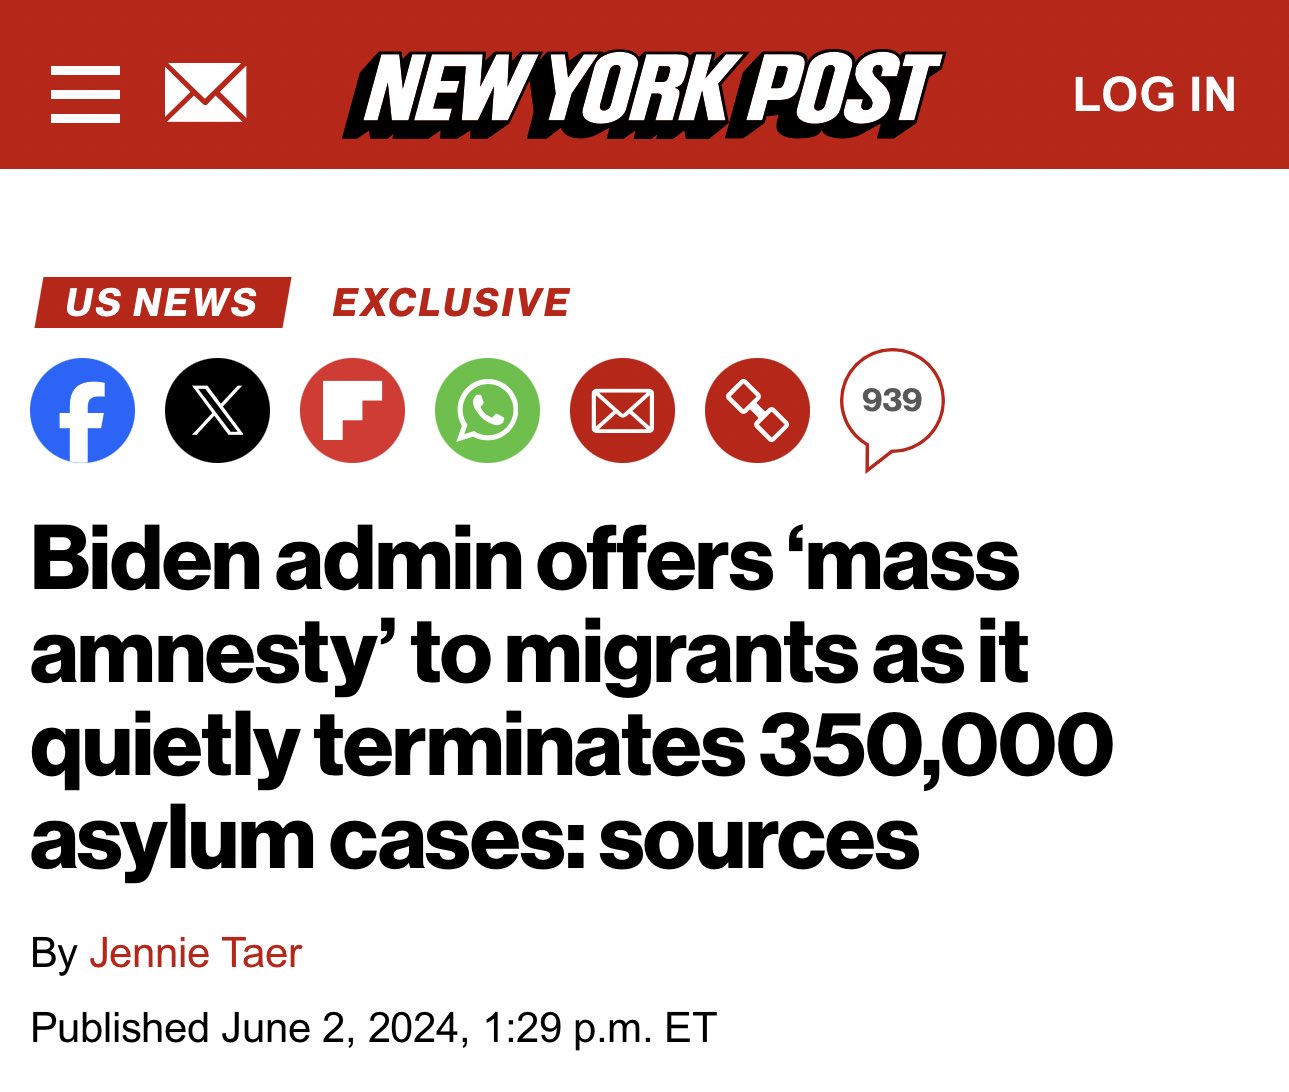 NEW YORK POST
LOG IN
US NEWS EXCLUSIVE
939
Biden admin offers ‘mass
amnesty’ to migrants as it
quietly terminates 350,000
asylum cases: sources
By Jennie Taer
Published June 2, 2024, 1:29 p.m. ET